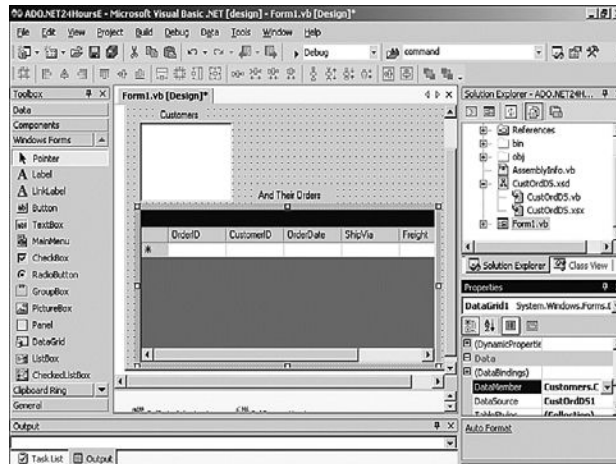 ADO.NET24HoursE - Microsoft Visual Basic .NET [design] - Form1.vb [Design]*
File Edit View Project Build Debug Data Tools Window Help
Debug command
Toolbox
Data
Components
Windows Forms
Pointer
Label
LinkLabel
Button
TextBox
MainMenu
CheckBox
RadioButton
GroupBox
PictureBox
Panel
DataGrid
ListBox
CheckedListBox
Clipboard Ring
General
Form1.vb [Design]*
Customers
And Their Orders
OrderID CustomerID OrderDate ShipVia Freight
Solution Explorer - ADO.NET24H...
References
bin
obj
AssemblyInfo.vb
CustOrdDS.xsd
CustOrdDS.vb
CustOrdDS.xsx
Form1.vb
Solution Explorer Class View
Properties
DataGrid1 System.Windows.Forms.
(DynamicPropertie
Data
(DataBindings)
DataMember Customers.C
DataSource CustOrdDS1
TableStyles (Collection)
Auto Format
Output
Task List Output